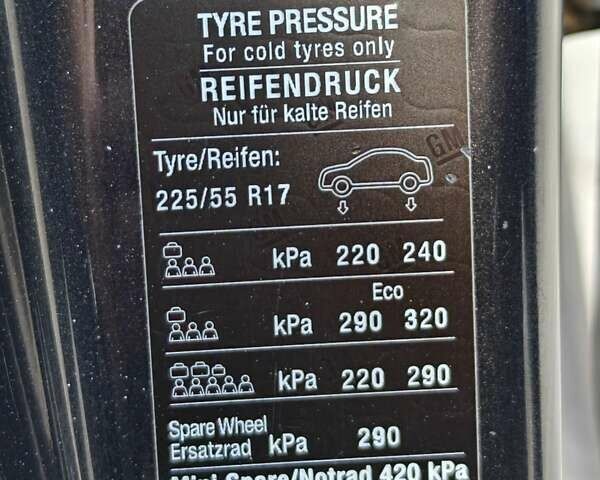 TYRE PRESSURE
For cold tyres only
REIFENDRUCK
Nur für kalte Reifen
Tyre/Reifen:
225/55 R17
kPa 220 240
Eco
kPa 290 320
kPa 220 290
Spare Wheel
Ersatzrad kPa 290
Mini Spare/Notrad 420 kPa
GM